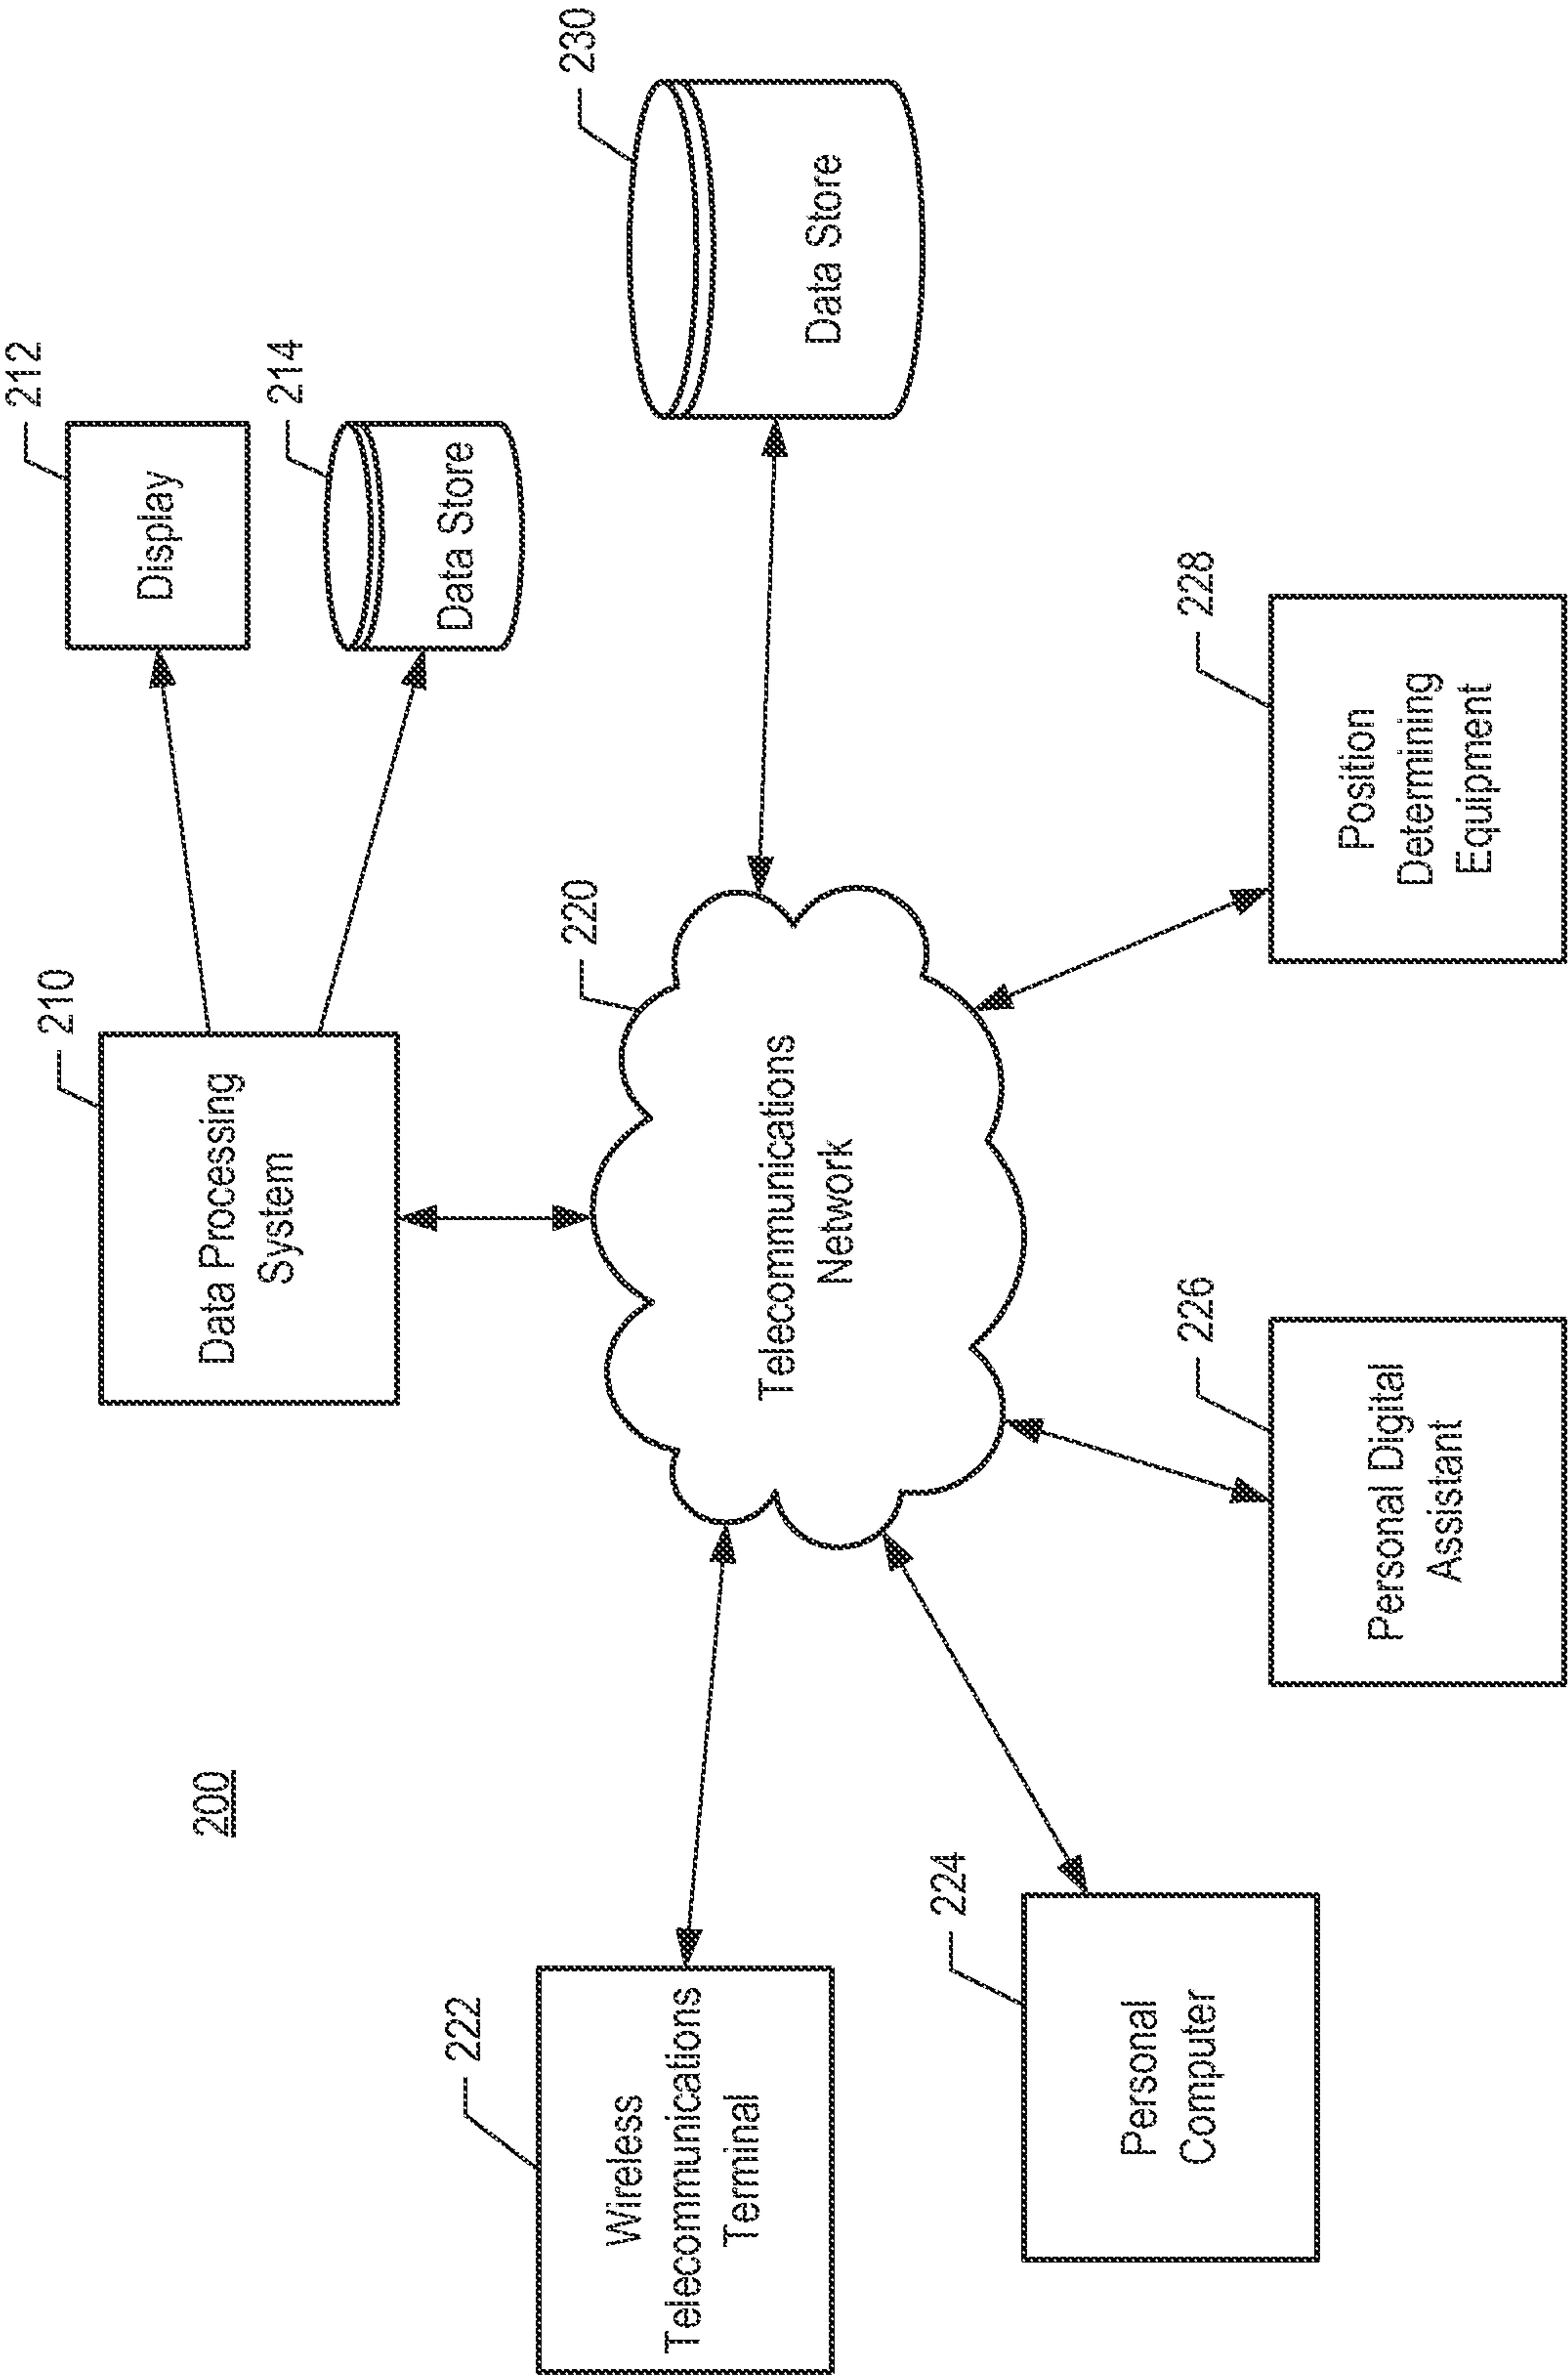 200
210
Data Processing
System
212
Display
214
Data Store
220
Telecommunications
Network
230
Data Store
222
Wireless
Telecommunications
Terminal
224
Personal
Computer
226
Personal Digital
Assistant
228
Position
Determining
Equipment